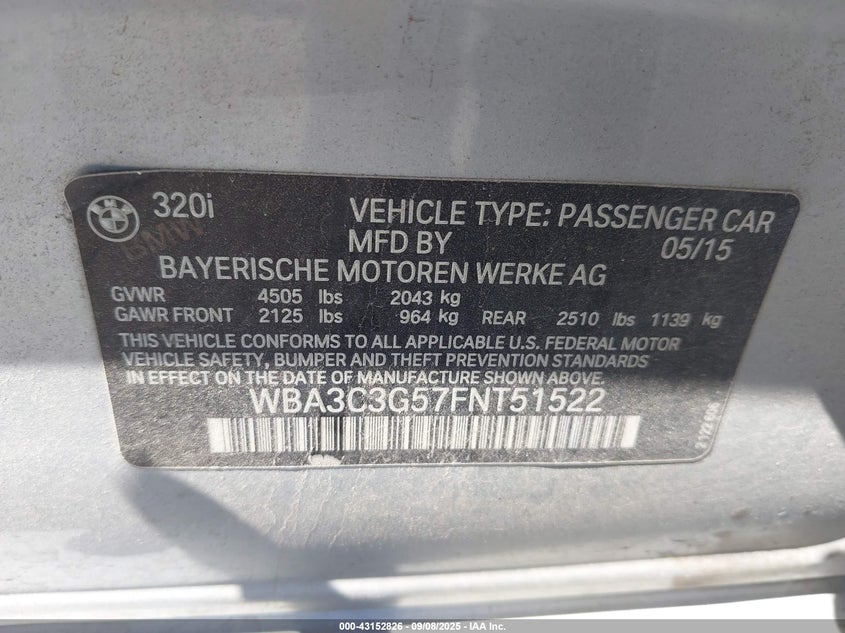 320i
BMW
VEHICLE TYPE: PASSENGER CAR
MFD BY
05/15
BAYERISCHE MOTOREN WERKE AG
GVWR 4505 lbs 2043 kg
GAWR FRONT 2125 lbs 964 kg REAR 2510 lbs 1139 kg
THIS VEHICLE CONFORMS TO ALL APPLICABLE U.S. FEDERAL MOTOR
VEHICLE SAFETY, BUMPER AND THEFT PREVENTION STANDARDS
IN EFFECT ON THE DATE OF MANUFACTURE SHOWN ABOVE.
WBA3C3G57FNT51522
000-43152826 - 09/08/2025 - IAA Inc.